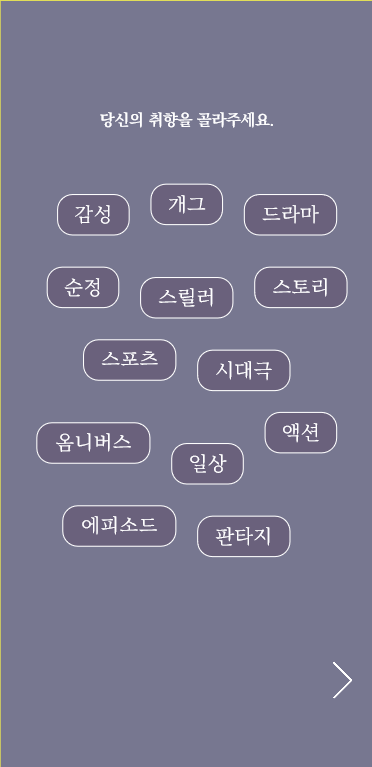 당신의 취향을 골라주세요.
감성
개그
드라마
순정
스릴러
스토리
스포츠
시대극
옴니버스
일상
액션
에피소드
판타지